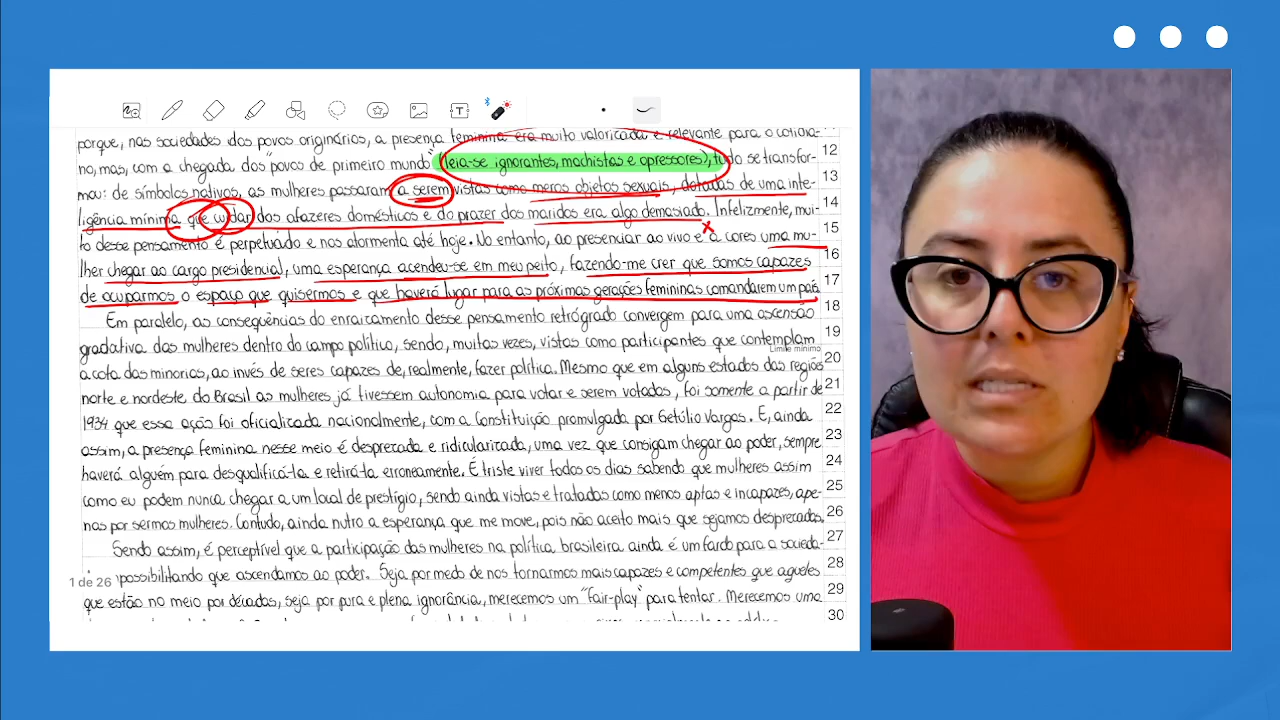 porque, nas sociedades dos povos originários, a presença feminina era muito valorizada e relevante para o cotidia-
no, mas, com a chegada dos "povos de primeiro mundo" (leia-se ignorantes, machistas e opressores), tudo se transfor-
12
mou: de símbolos nativos, as mulheres passaram a serem vistas como meros objetos sexuais, dotadas de uma inte-
13
ligência mínima que cuidar dos afazeres domésticos e do prazer dos maridos era algo demasiado. Infelizmente, mui-
14
to desse pensamento é perpetuado e nos atormenta até hoje. No entanto, ao presenciar ao vivo e a cores uma mu-
15
lher chegar ao cargo presidencial, uma esperança acendeu-se em meu peito, fazendo-me crer que somos capazes
16
de ocuparmos o espaço que quisermos e que haverá lugar para as próximas gerações femininas comandarem um país.
17
Em paralelo, as consequências do enraizamento desse pensamento retrógrado convergem para uma ascensão
18
gradativa das mulheres dentro do campo político, sendo, muitas vezes, vistas como participantes que contemplam
19
Limite mínimo
a cota das minorias, ao invés de seres capazes de, realmente, fazer política. Mesmo que em alguns estados das regiões
20
norte e nordeste do Brasil as mulheres já tivessem autonomia para votar e serem votadas, foi somente a partir de
21
1934 que essa ação foi oficializada nacionalmente, com a Constituição promulgada por Getúlio Vargas. E, ainda
22
assim, a presença feminina nesse meio é desprezada e ridicularizada, uma vez que consigam chegar ao poder, sempre
23
haverá alguém para desqualificá-la e retirá-la erroneamente. É triste viver todos os dias sabendo que mulheres assim
24
como eu podem nunca chegar a um local de prestígio, sendo ainda vistas e tratadas como menos aptas e incapazes, ape-
25
nas por sermos mulheres. Contudo, ainda nutro a esperança que me move, pois não aceito mais que sejamos desprezadas.
26
Sendo assim, é perceptível que a participação das mulheres na política brasileira ainda é um fardo para a socieda-
27
possibilitando que ascendamos ao poder. Seja por medo de nos tornarmos mais capazes e competentes que aqueles
28
1 de 26
que estão no meio por décadas, seja por pura e plena ignorância, merecemos um "fair-play" para tentar. Merecemos uma
29
30